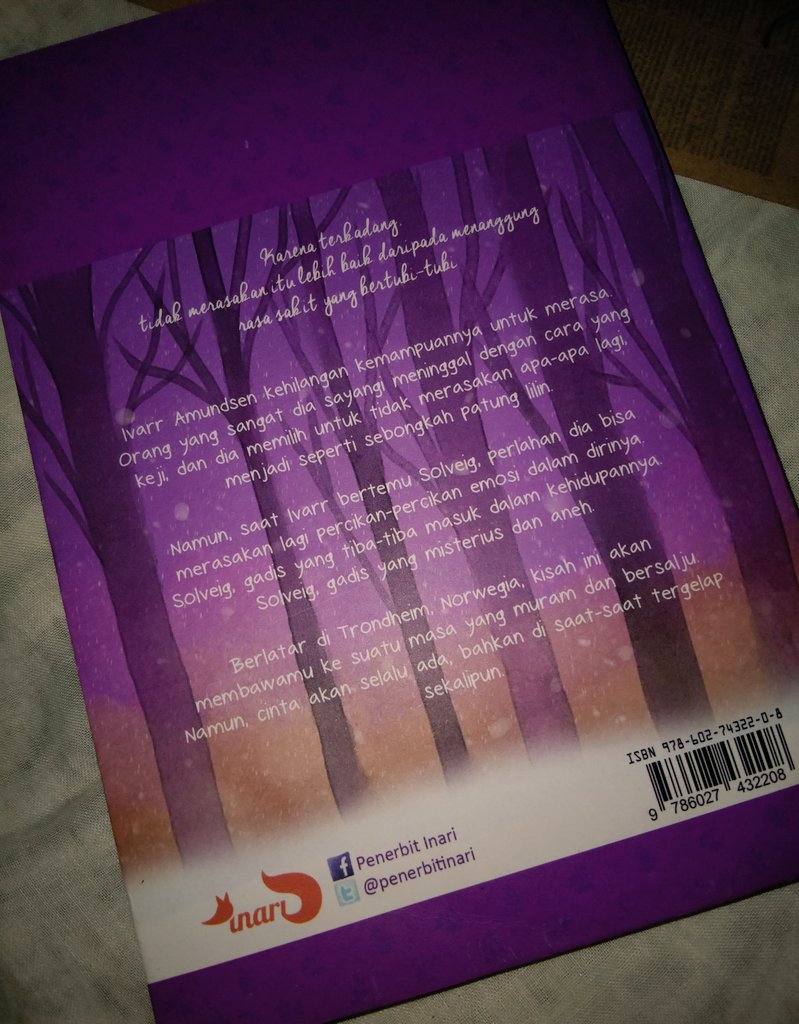 Karena terkadang,
tidak merasakan itu lebih baik daripada menanggung
rasa sakit yang bertubi-tubi
Ivarr Amundsen kehilangan kemampuannya untuk merasa.
Orang yang sangat dia sayangi meninggal dengan cara yang
keji, dan dia memilih untuk tidak merasakan apa-apa lagi,
menjadi seperti sebongkah patung lilin.
Namun, saat Ivarr bertemu Solveig, perlahan dia bisa
merasakan lagi percikan-percikan emosi dalam dirinya.
Solveig, gadis yang tiba-tiba masuk dalam kehidupannya.
Solveig, gadis yang misterius dan aneh.
Berlatar di Trondheim, Norwegia, kisah ini akan
membawamu ke suatu masa yang muram dan bersalju.
Namun, cinta akan selalu ada, bahkan di saat-saat tergelap
sekalipun.
ISBN 978-602-74322-0-8
9 786027 432208
inari
f Penerbit Inari
t @penerbitinari